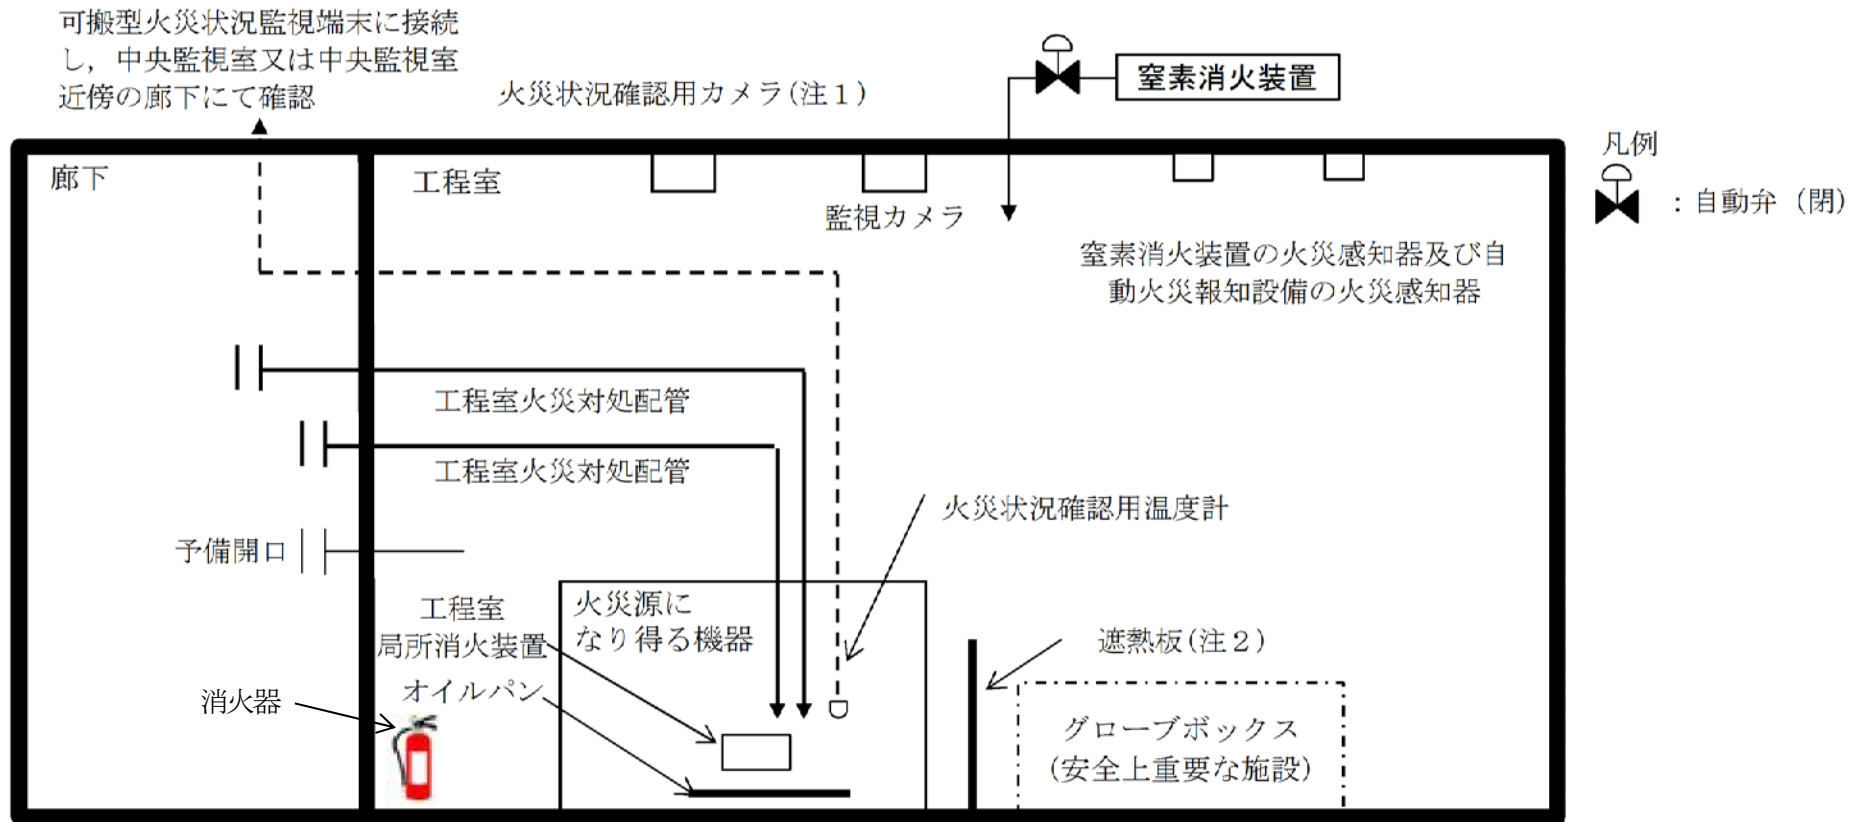 可搬型火災状況監視端末に接続
し，中央監視室又は中央監視室
近傍の廊下にて確認
火災状況確認用カメラ(注１)
窒素消火装置
凡例
：自動弁（閉）
廊下
工程室
監視カメラ
窒素消火装置の火災感知器及び自
動火災報知設備の火災感知器
工程室火災対処配管
工程室火災対処配管
火災状況確認用温度計
予備開口
工程室
局所消火装置
火災源に
なり得る機器
遮熱板(注２)
オイルパン
消火器
グローブボックス
(安全上重要な施設)